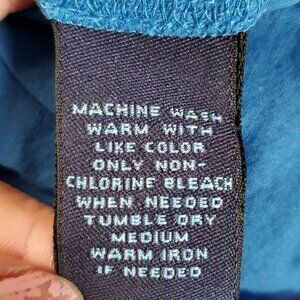 MACHINE WASH
WARM WITH
LIKE COLOR
ONLY NON-
CHLORINE BLEACH
WHEN NEEDED
TUMBLE DRY
MEDIUM
WARM IRON
IF NEEDED